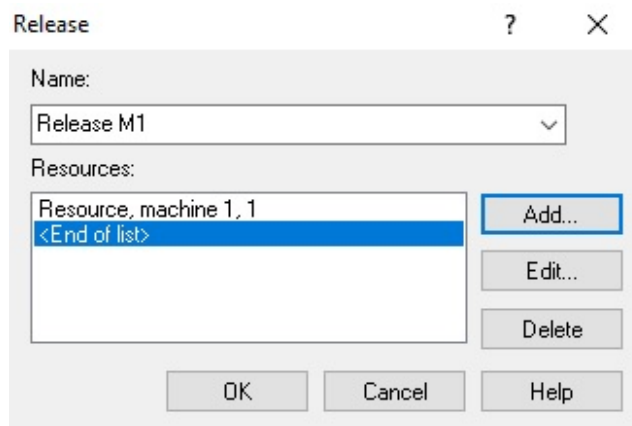 Release ? X
Name:
Release M1
Resources:
Resource, machine 1, 1
<End of list>
Add...
Edit...
Delete
OK Cancel Help